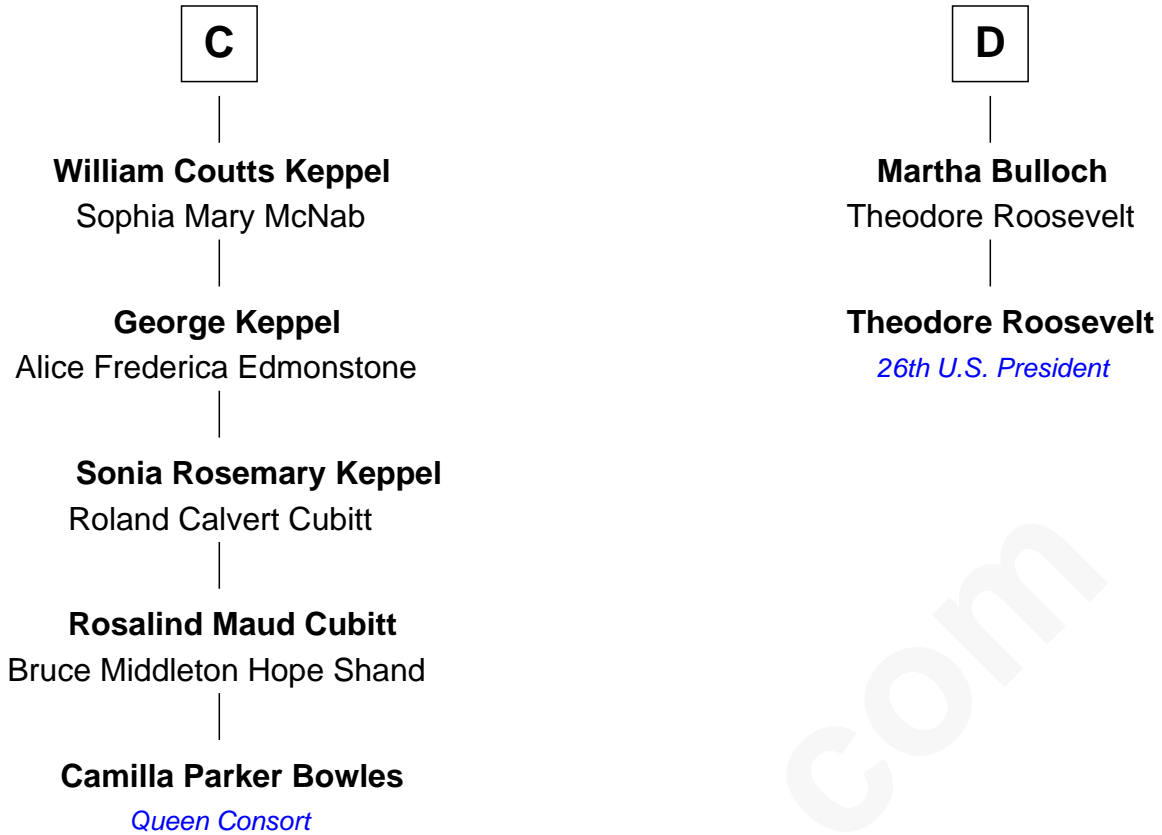 C
William Coutts Keppel
Sophia Mary McNab
George Keppel
Alice Frederica Edmonstone
Sonia Rosemary Keppel
Roland Calvert Cubitt
Rosalind Maud Cubitt
Bruce Middleton Hope Shand
Camilla Parker Bowles
Queen Consort
D
Martha Bulloch
Theodore Roosevelt
Theodore Roosevelt
26th U.S. President
com